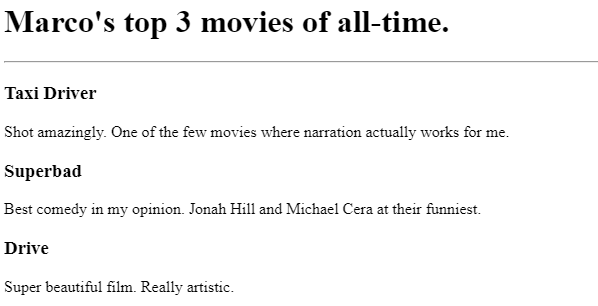 Marco's top 3 movies of all-time.
Taxi Driver
Shot amazingly. One of the few movies where narration actually works for me.
Superbad
Best comedy in my opinion. Jonah Hill and Michael Cera at their funniest.
Drive
Super beautiful film. Really artistic.